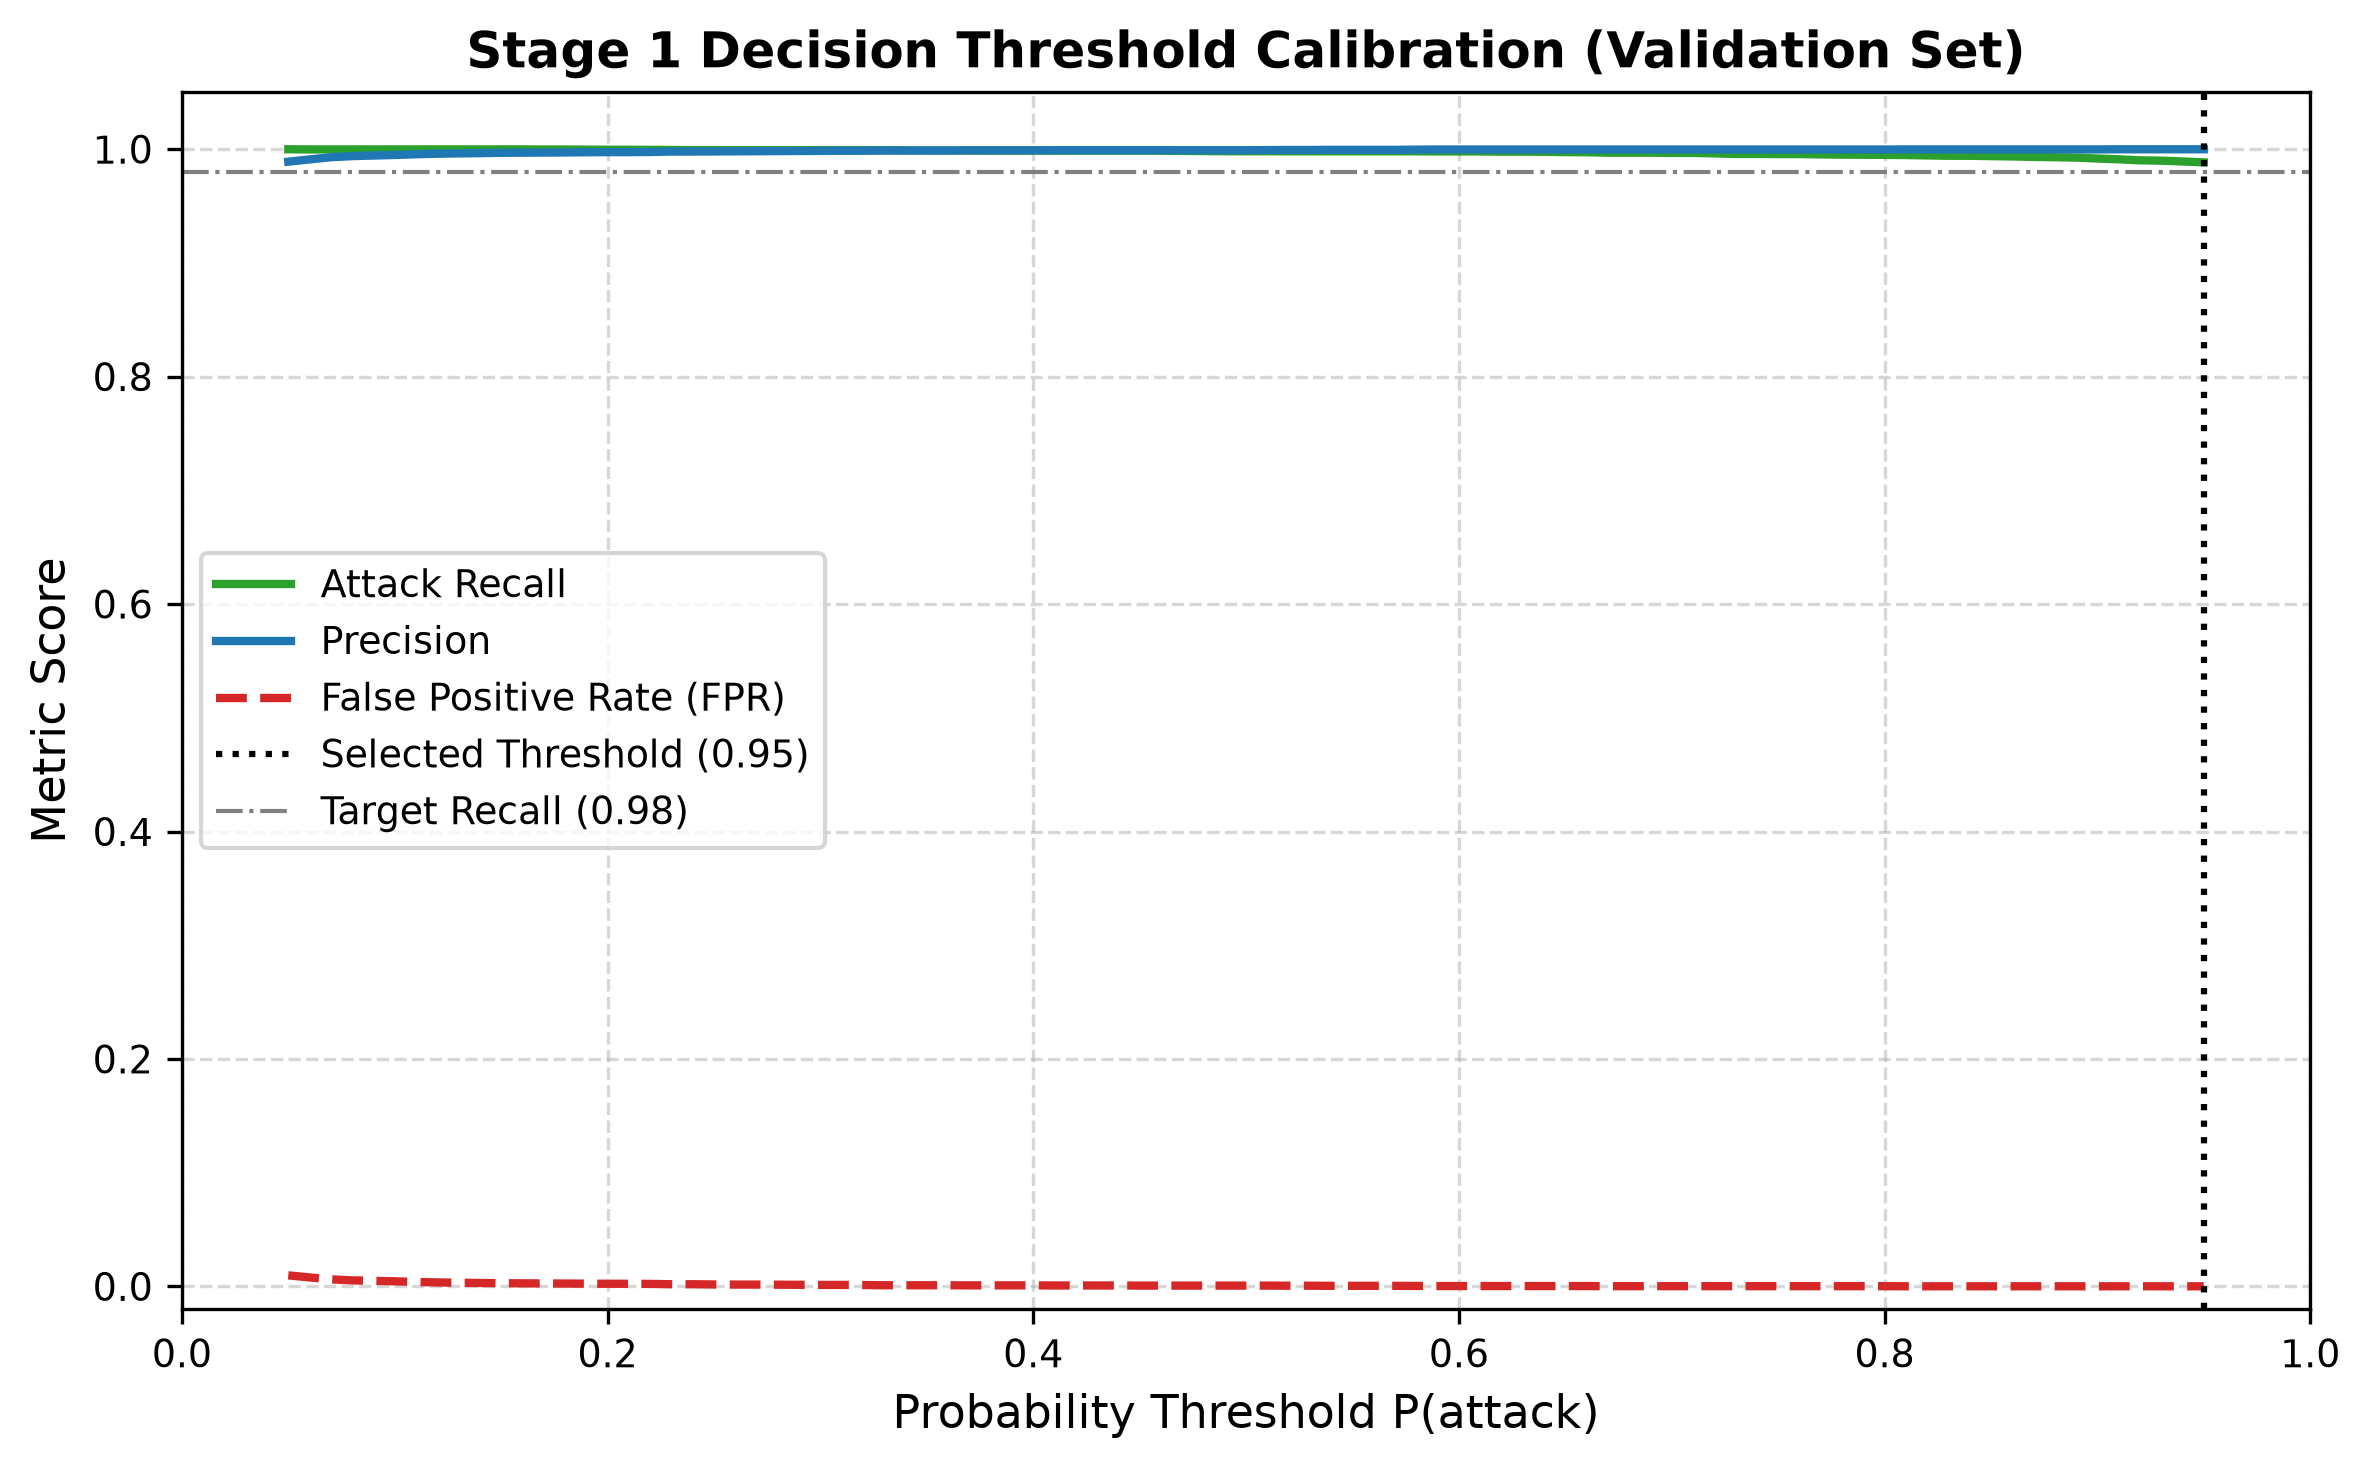 Stage 1 Decision Threshold Calibration (Validation Set)
Metric Score
1.0
0.8
0.6
0.4
0.2
0.0
Attack Recall
Precision
False Positive Rate (FPR)
Selected Threshold (0.95)
Target Recall (0.98)
0.0 0.2 0.4 0.6 0.8 1.0
Probability Threshold P(attack)